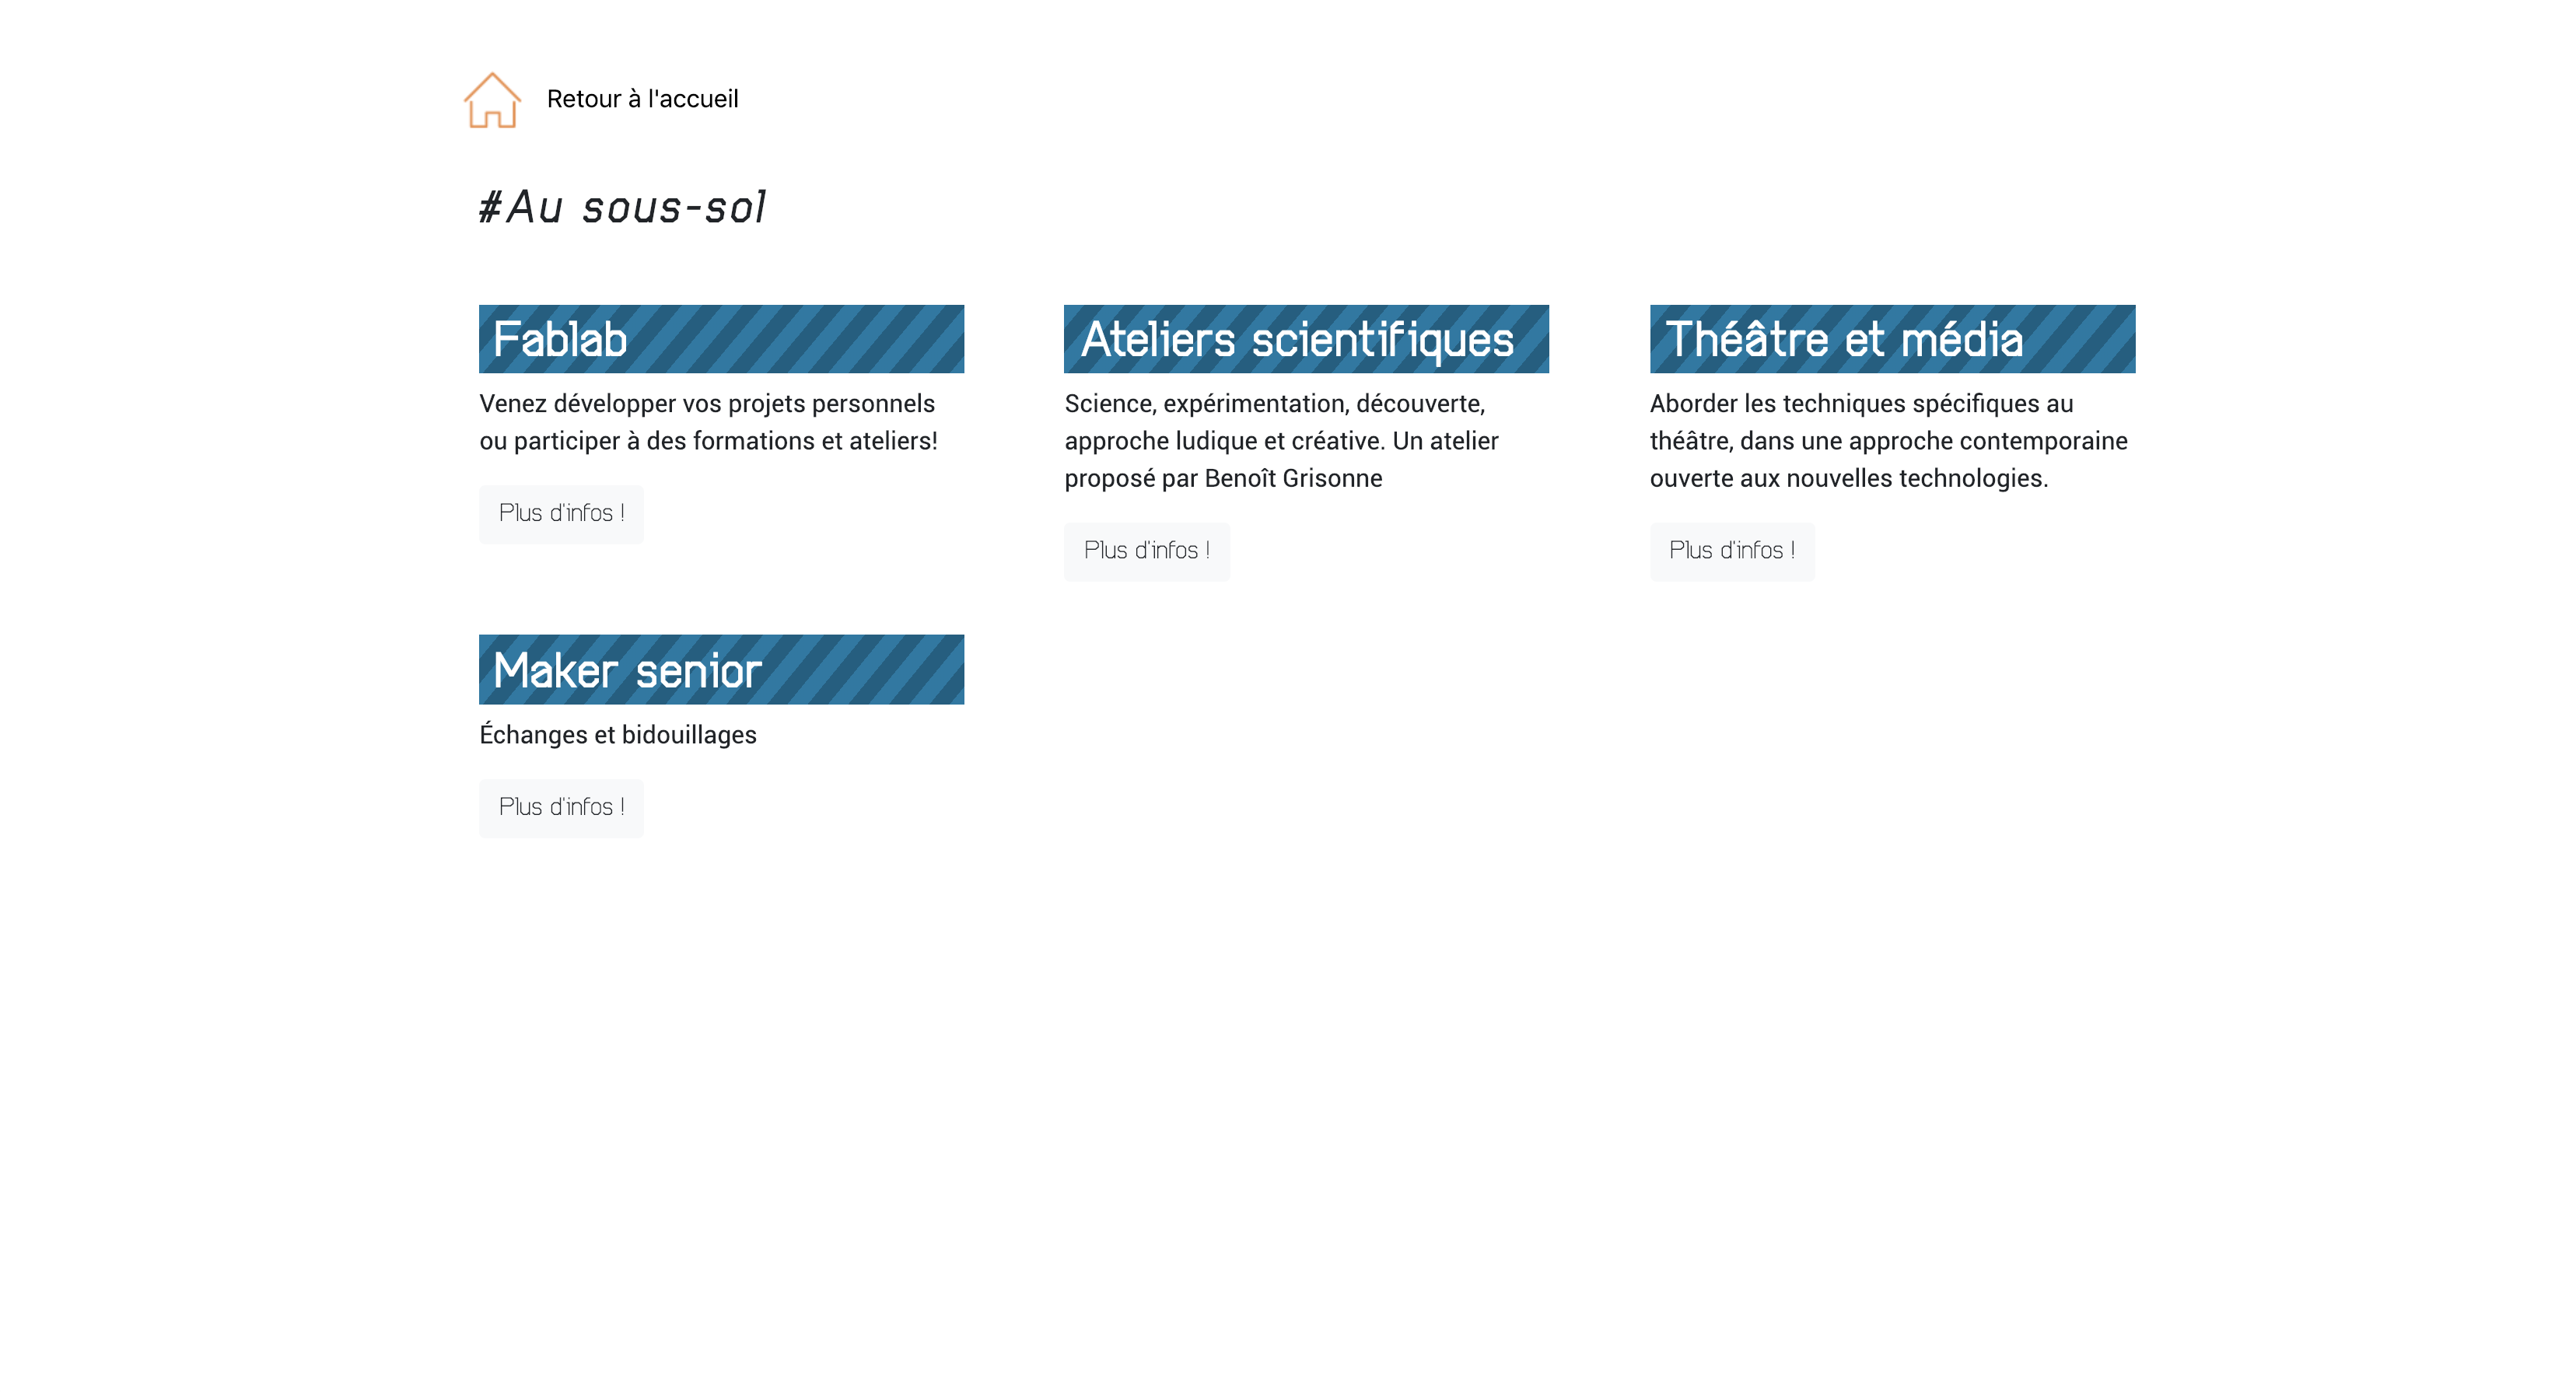 Retour à l'accueil
#Au sous-sol
Fablab
Venez développer vos projets personnels
ou participer à des formations et ateliers!
Plus d'infos !
Ateliers scientifiques
Science, expérimentation, découverte,
approche ludique et créative. Un atelier
proposé par Benoît Grisonne
Plus d'infos !
Théâtre et média
Aborder les techniques spécifiques au
théâtre, dans une approche contemporaine
ouverte aux nouvelles technologies.
Plus d'infos !
Maker senior
Échanges et bidouillages
Plus d'infos !